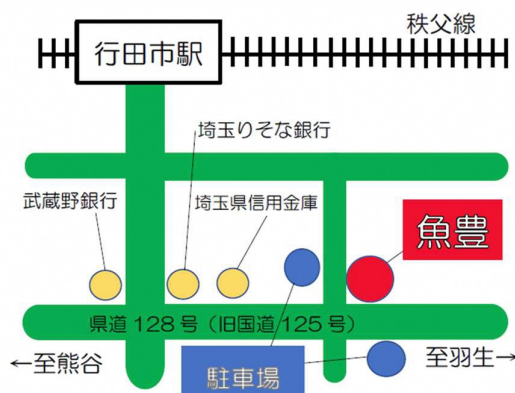 秩父線
行田市駅
埼玉りそな銀行
武蔵野銀行
埼玉県信用金庫
魚豊
県道128号（旧国道125号）
←至熊谷
駐車場
至羽生→